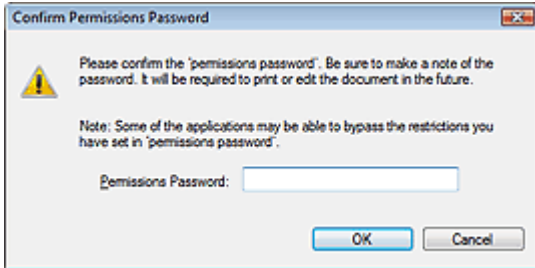 Confirm Permissions Password
Please confirm the 'permissions password'. Be sure to make a note of the
password. It will be required to print or edit the document in the future.
Note: Some of the applications may be able to bypass the restrictions you
have set in 'permissions password'.
Permissions Password:
OK Cancel